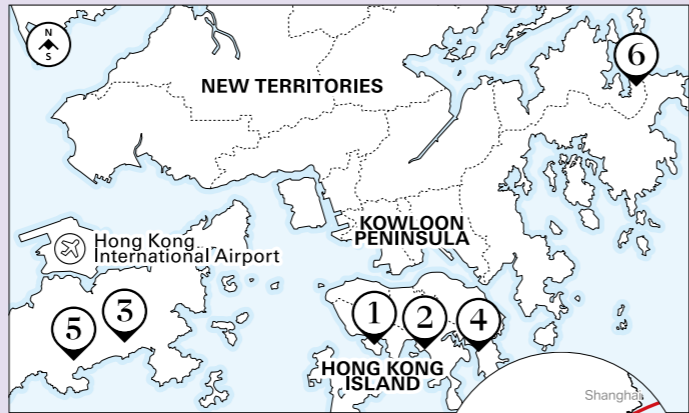 N
S
6
NEW TERRITORIES
KOWLOON
PENINSULA
Hong Kong
International Airport
5
3
1
2
4
HONG KONG
ISLAND
Shanghai